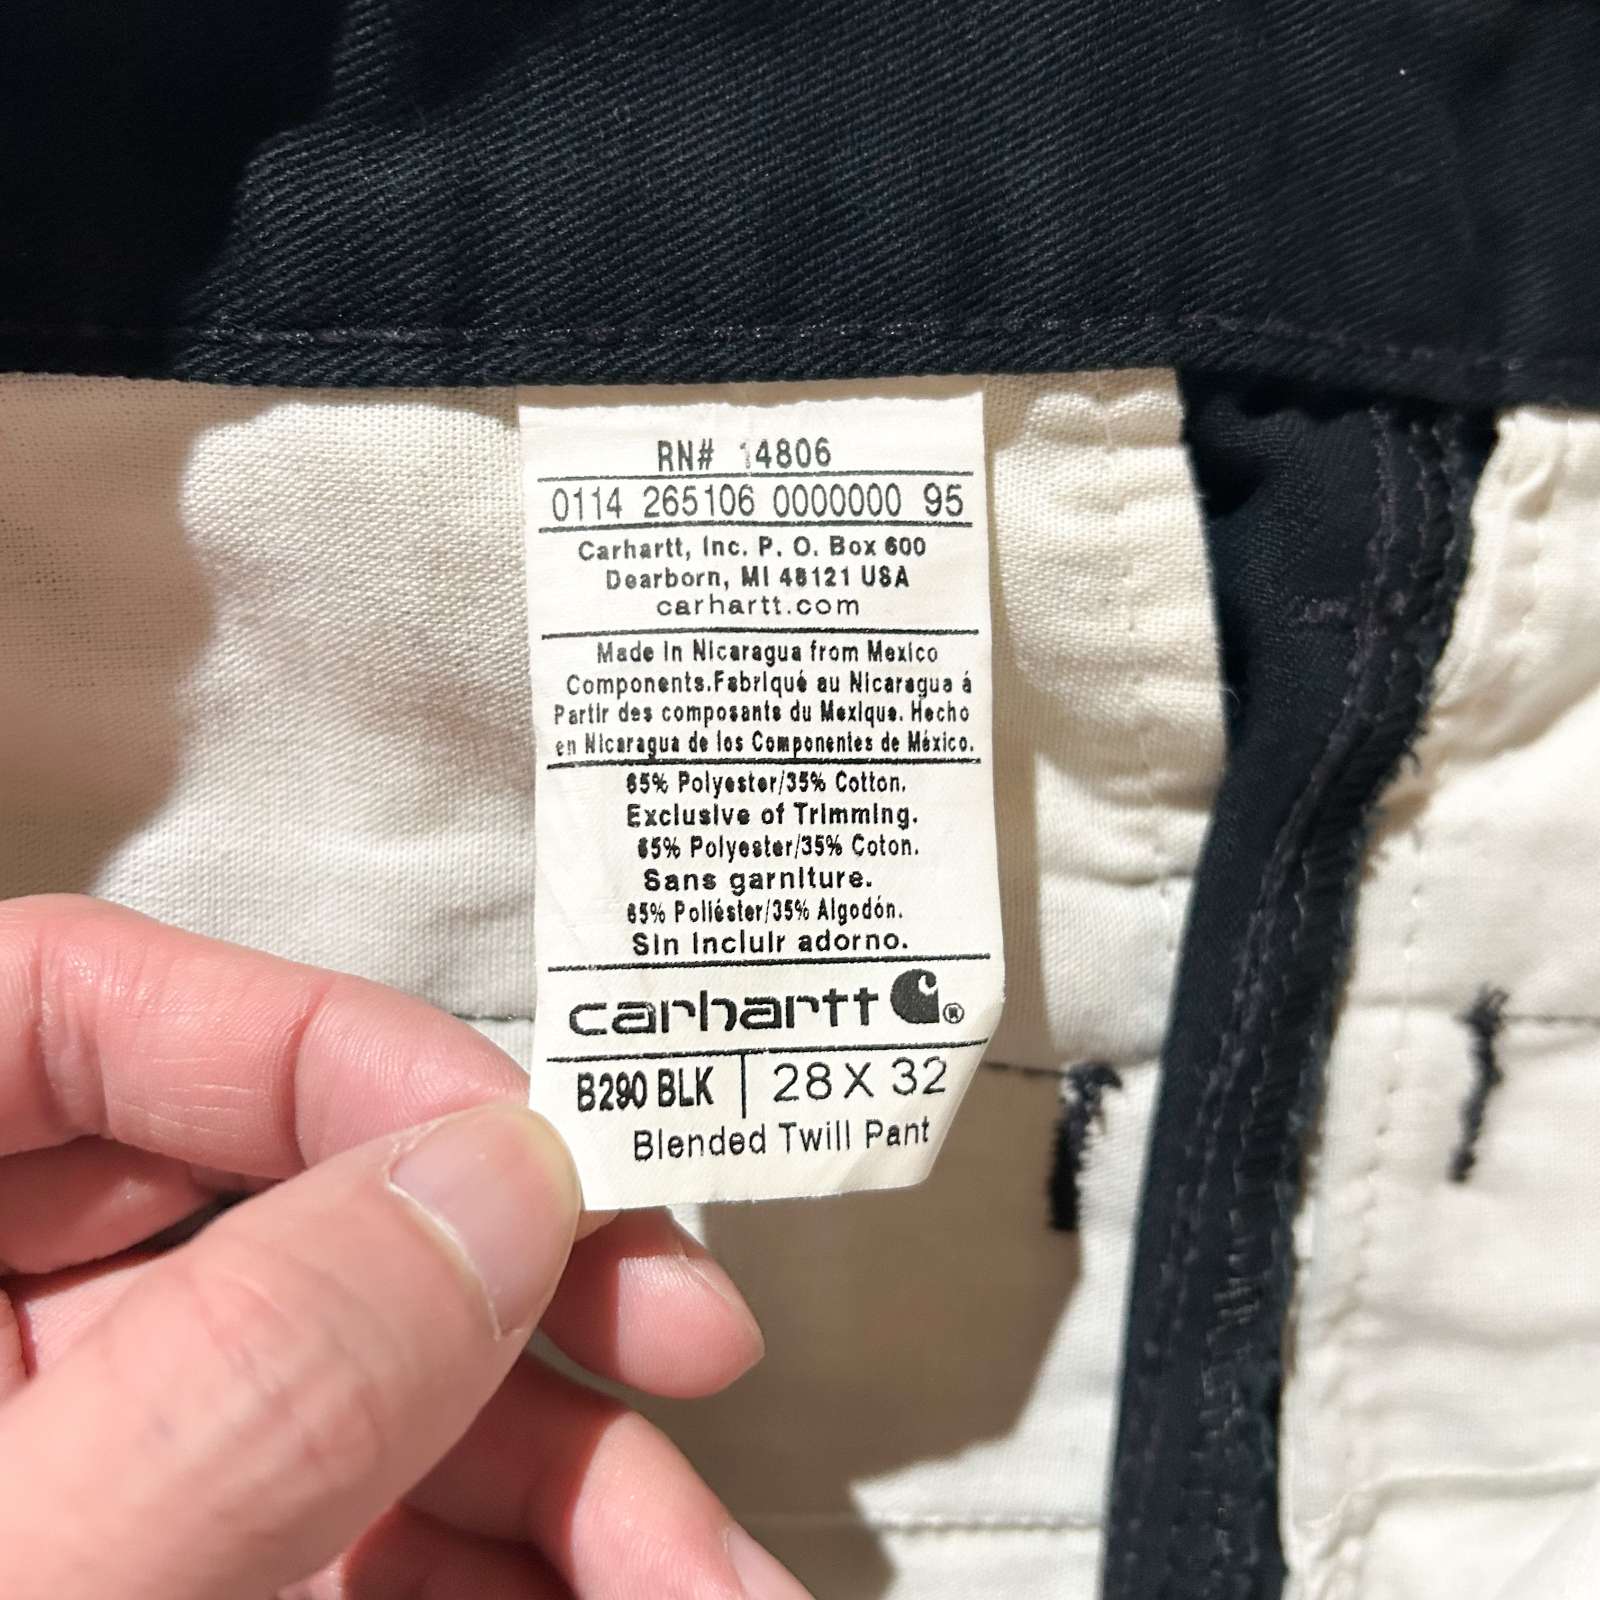 RN# 14806
0114 265106 0000000 95
Carhartt, Inc. P. O. Box 600
Dearborn, MI 48121 USA
carhartt.com
Made in Nicaragua from Mexico
Components.Fabriqué au Nicaragua á
Partir des composants du Mexique. Hecho
en Nicaragua de los Componentes de México.
65% Polyester/35% Cotton.
Exclusive of Trimming.
65% Polyester/35% Coton.
Sans garniture.
65% Poliéster/35% Algodón.
Sin incluir adorno.
carhartt ®
B290 BLK | 28 X 32
Blended Twill Pant